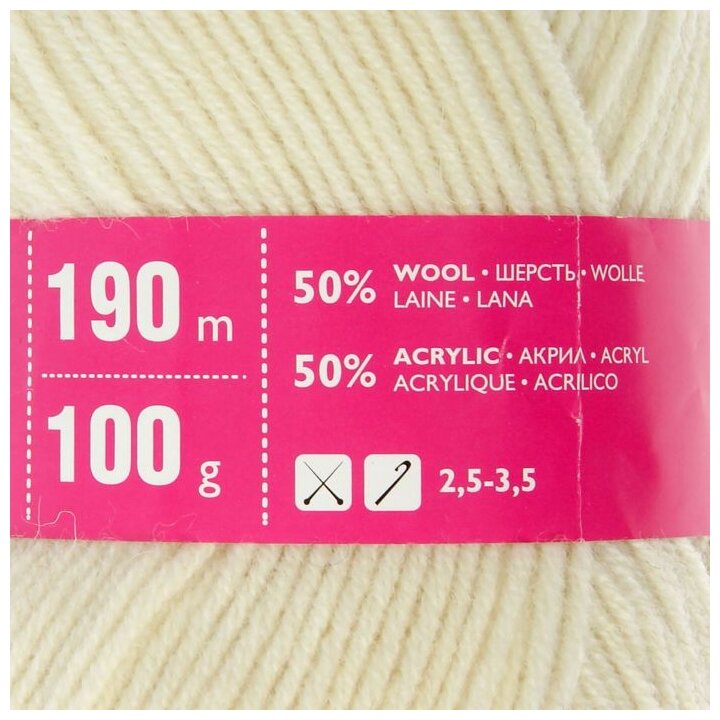 190 m
100 g
50% WOOL • ШЕРСТЬ • WOLLE
LAINE • LANA
50% ACRYLIC • АКРИЛ • ACRYL
ACRYLIQUE • ACRILICO
2,5-3,5